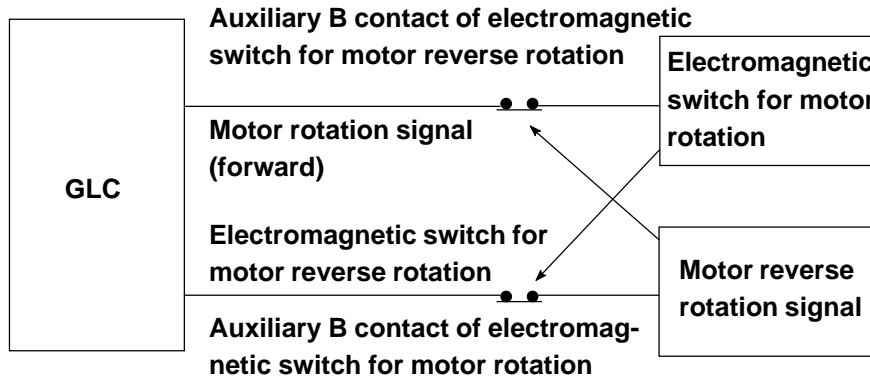 Auxiliary B contact of electromagnetic
switch for motor reverse rotation
Electromagnetic
switch for motor
rotation
Motor rotation signal
(forward)
GLC
Electromagnetic switch for
motor reverse rotation
Motor reverse
rotation signal
Auxiliary B contact of electromag-
netic switch for motor rotation